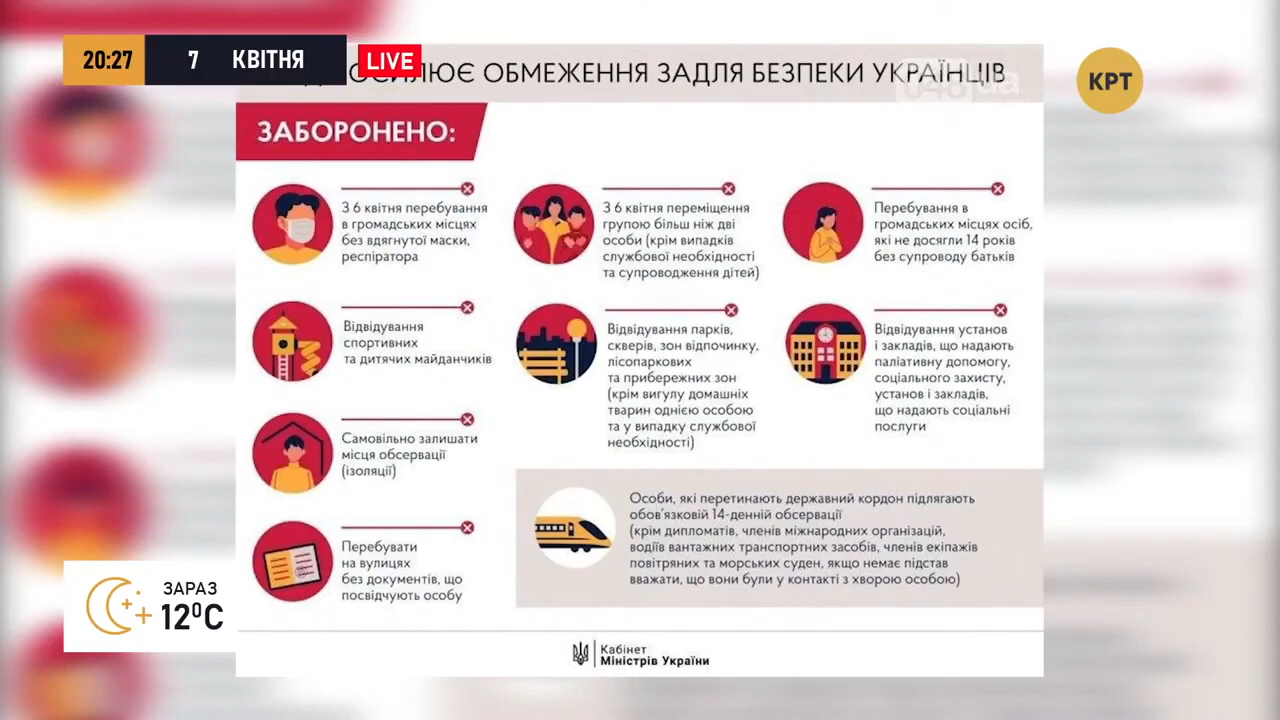 20:27
7 КВІТНЯ
LIVE
ОБМЕЖЕННЯ ЗАДЛЯ БЕЗПЕКИ УКРАЇНЦІВ
КРТ
ЗАБОРОНЕНО:
З 6 квітня перебування
в громадських місцях
без вдягнутої маски,
респіратора
З 6 квітня переміщення
групою більш ніж дві
особи (крім випадків
службової необхідності
та супроводження дітей)
Перебування в
громадських місцях осіб,
які не досягли 14 років
без супроводу батьків
Відвідування
спортивних
та дитячих майданчиків
Відвідування парків,
скверів, зон відпочинку,
лісопаркових
та прибережних зон
(крім вигулу домашніх
тварин однією особою
та у випадку службової
необхідності)
Відвідування установ
і закладів, що надають
паліативну допомогу,
соціального захисту,
установ і закладів,
що надають соціальні
послуги
Самовільно залишати
місця обсервації
(ізоляції)
Перебувати
на вулицях
без документів, що
посвідчують особу
Особи, які перетинають державний кордон підлягають
обов'язковій 14-денній обсервації
(крім дипломатів, членів міжнародних організацій,
водіїв вантажних транспортних засобів, членів екіпажів
повітряних та морських суден, якщо немає підстав
вважати, що вони були у контакті з хворою особою)
ЗАРАЗ
12⁰C
Кабінет
Міністрів України